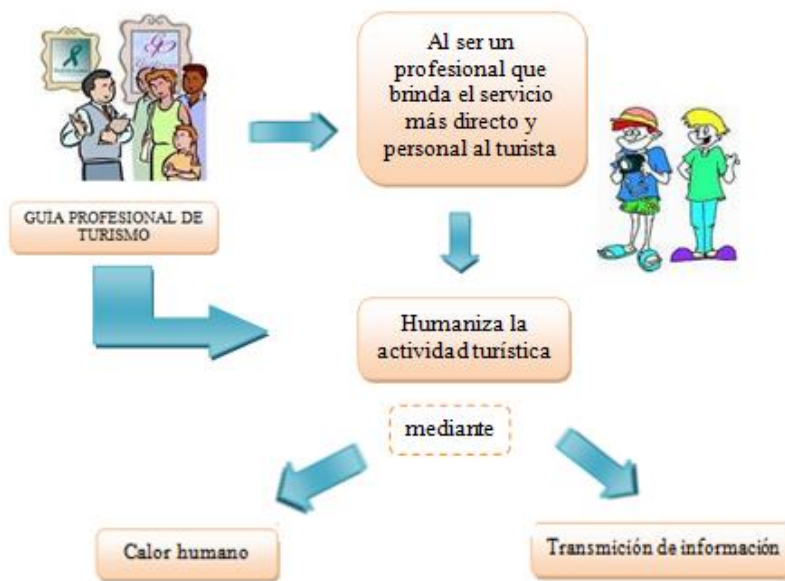 Al ser un
profesional que
brinda el servicio
más directo y
personal al turista
GUÍA PROFESIONAL DE
TURISMO
Humaniza la
actividad turística
mediante
Calor humano
Transmición de información